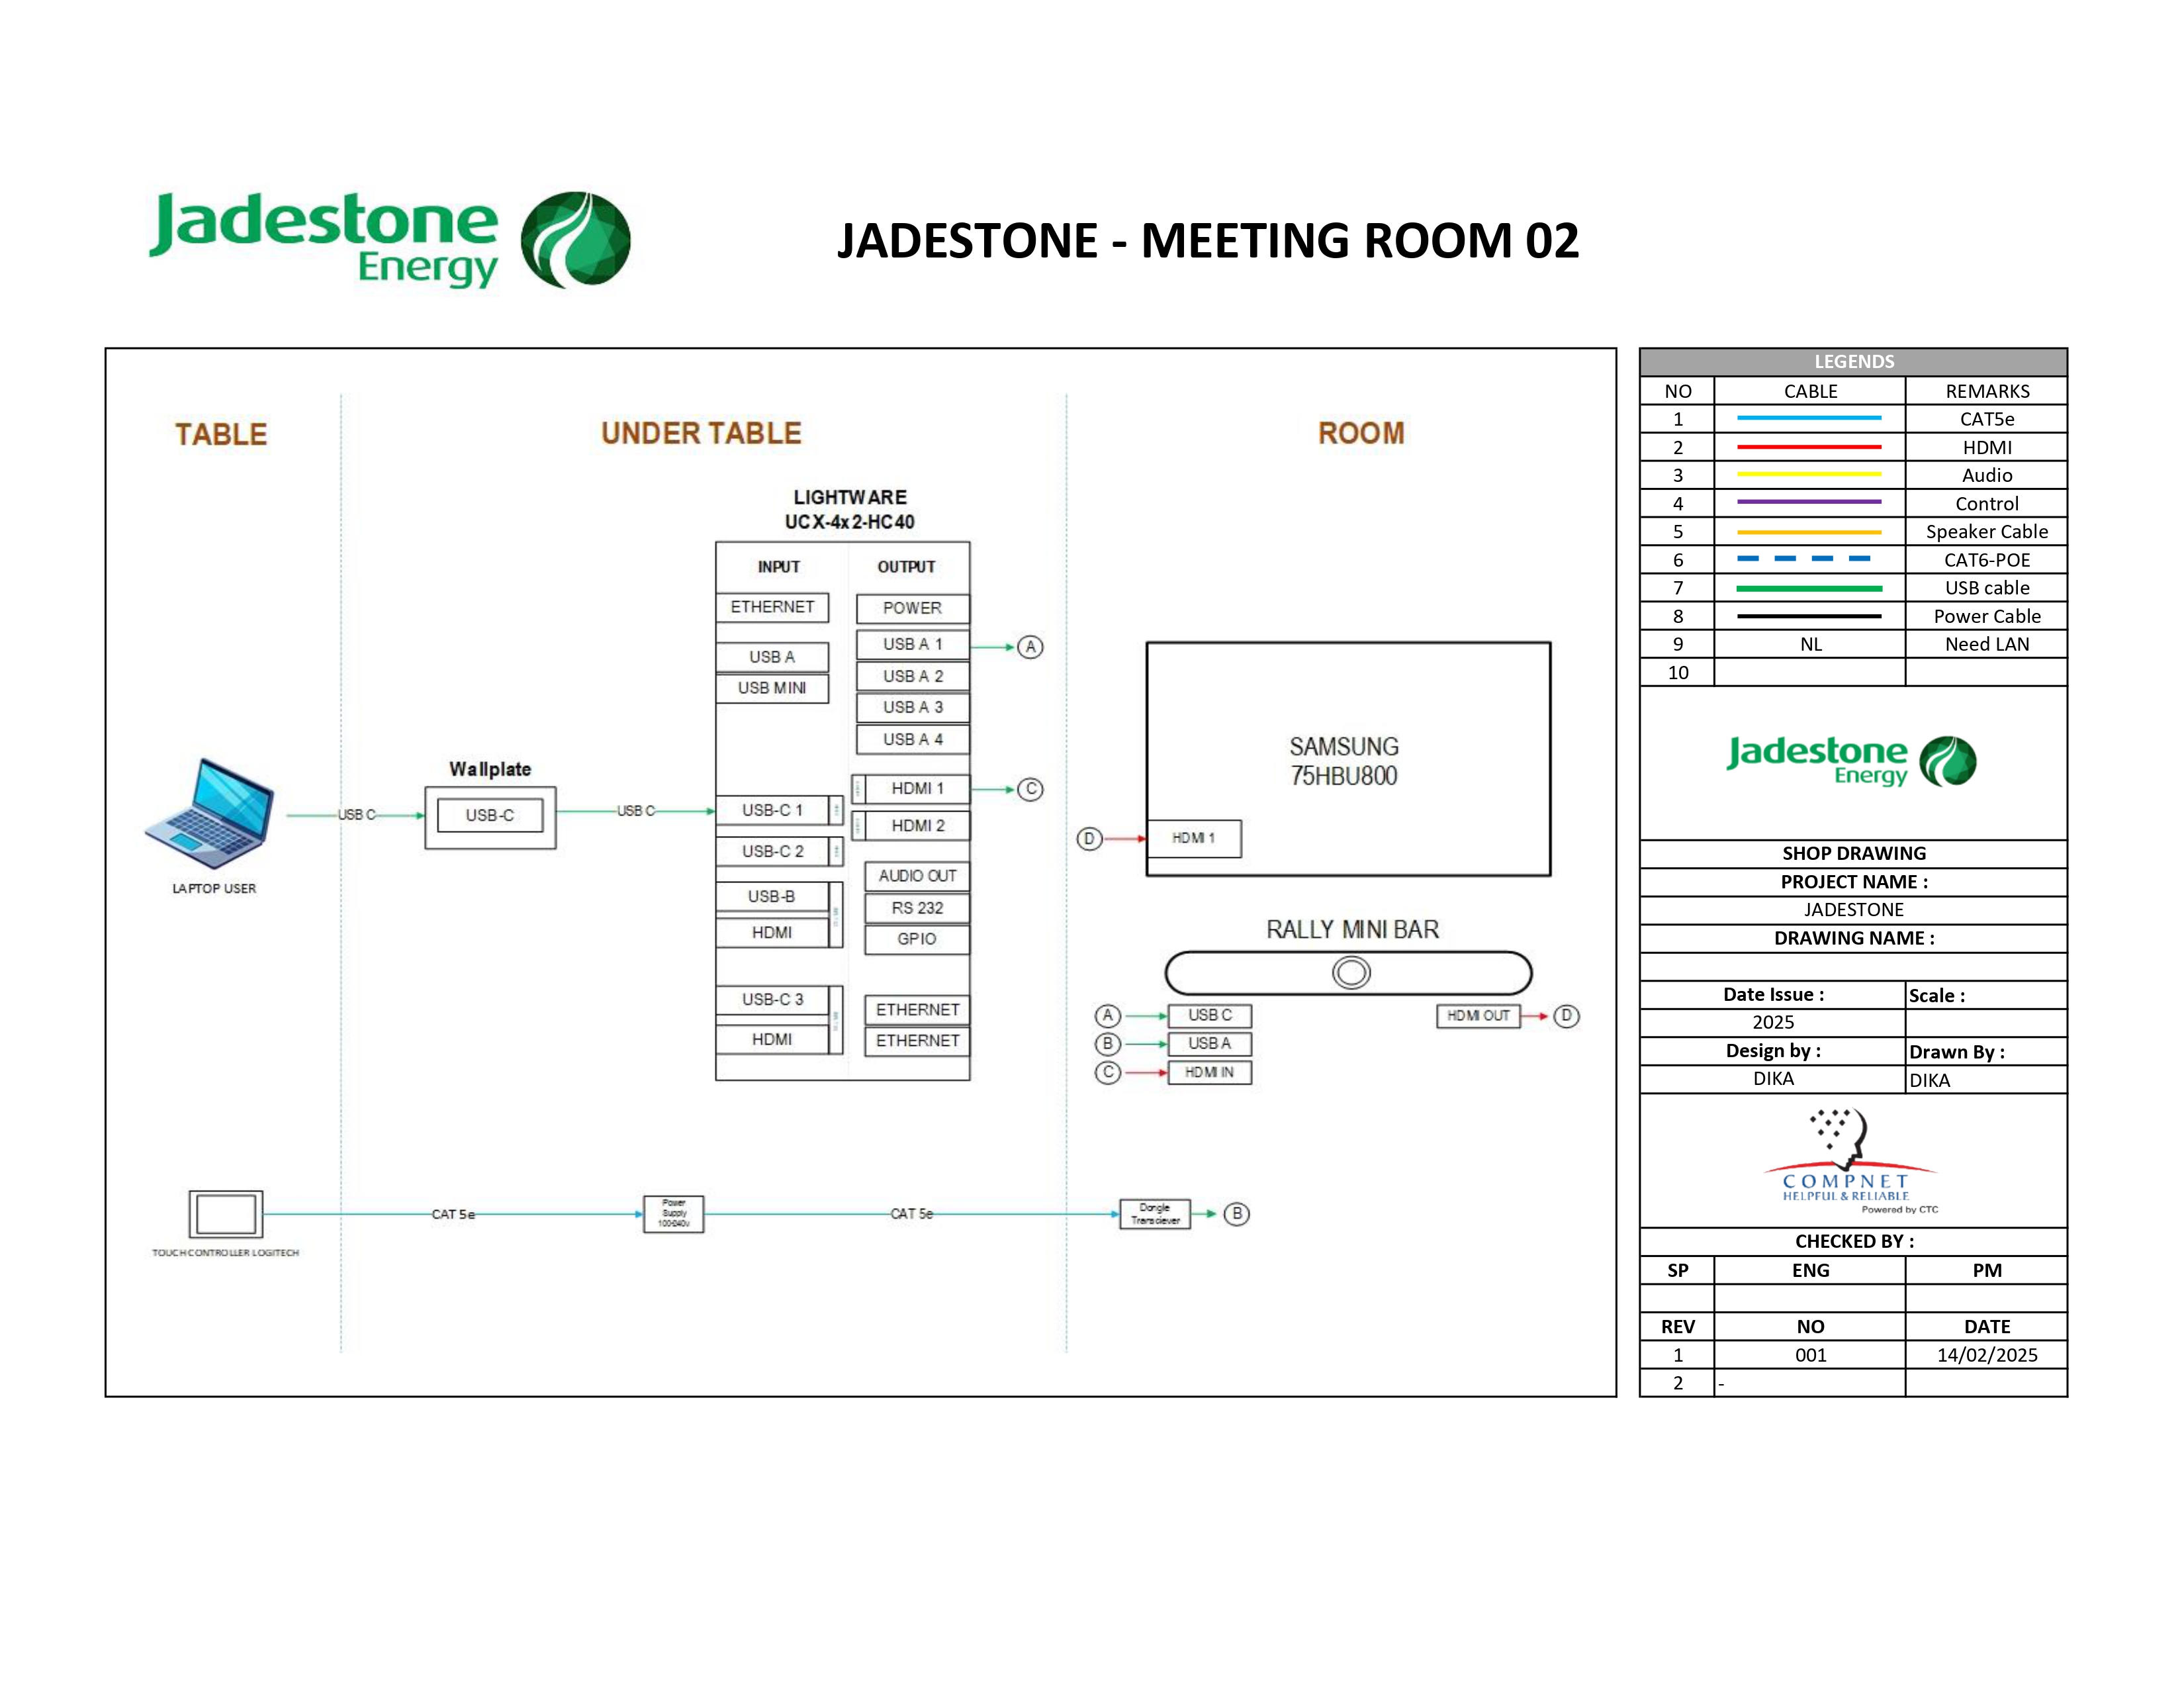 Jadestone
Energy
JADESTONE - MEETING ROOM 02
TABLE
UNDER TABLE
ROOM
LIGHTWARE
UCX-4x2-HC40
INPUT
OUTPUT
ETHERNET
POWER
USB A 1
A
USB A
USB A 2
USB MINI
USB A 3
USB A 4
HDMI 1
C
USB-C 1
HDMI 2
USB-C 2
AUDIO OUT
USB-B
RS 232
HDMI
GPIO
USB-C 3
ETHERNET
HDMI
ETHERNET
LAPTOP USER
USB C
Wallplate
USB-C
USB C
SAMSUNG
75HBU800
D
HDMI 1
RALLY MINI BAR
A
USB C
HDMI OUT
D
B
USB A
C
HDMI IN
TOUCH CONTROLLER LOGITECH
CAT 5e
Power
Supply
100-240v
CAT 5e
Dongle
Transciever
B
LEGENDS
NO CABLE REMARKS
1 CAT5e
2 HDMI
3 Audio
4 Control
5 Speaker Cable
6 CAT6-POE
7 USB cable
8 Power Cable
9 NL Need LAN
10
Jadestone
Energy
SHOP DRAWING
PROJECT NAME :
JADESTONE
DRAWING NAME :
Date Issue : Scale :
2025
Design by : Drawn By :
DIKA DIKA
COMPNET
HELPFUL & RELIABLE
Powered by CTC
CHECKED BY :
SP ENG PM
REV NO DATE
1 001 14/02/2025
2 -